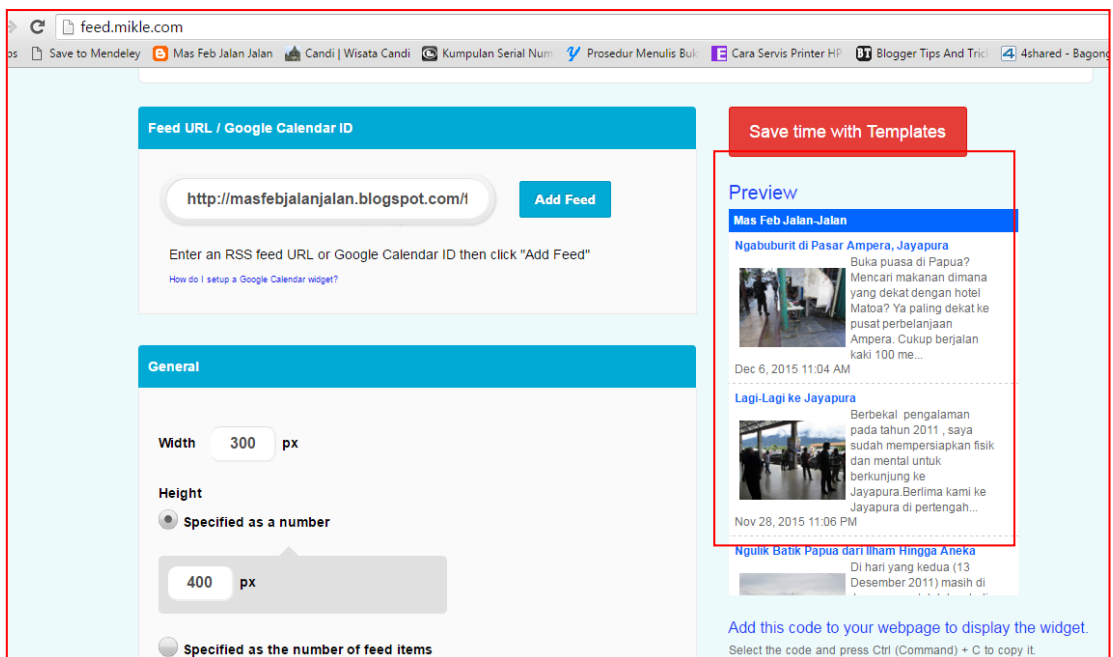 feed.mikle.com
Save to Mendeley
Mas Feb Jalan Jalan
Candi | Wisata Candi
Kumpulan Serial Num
Prosedur Menulis Buk
Cara Servis Printer HP
Blogger Tips And Tric
4shared - Bagong
Feed URL / Google Calendar ID
http://masfebjalanjalan.blogspot.com/f
Add Feed
Enter an RSS feed URL or Google Calendar ID then click "Add Feed"
How do I setup a Google Calendar widget?
General
Width 300 px
Height
Specified as a number
400 px
Specified as the number of feed items
Save time with Templates
Preview
Mas Feb Jalan-Jalan
Ngabuburit di Pasar Ampera, Jayapura
Buka puasa di Papua?
Mencari makanan dimana
yang dekat dengan hotel
Matoa? Ya paling dekat ke
pusat perbelanjaan
Ampera. Cukup berjalan
kaki 100 me...
Dec 6, 2015 11:04 AM
Lagi-Lagi ke Jayapura
Berbekal pengalaman
pada tahun 2011 , saya
sudah mempersiapkan fisik
dan mental untuk
berkunjung ke
Jayapura.Berlima kami ke
Jayapura di pertengah...
Nov 28, 2015 11:06 PM
Ngulik Batik Papua dari Ilham Hingga Aneka
Di hari yang kedua (13
Desember 2011) masih di
Add this code to your webpage to display the widget.
Select the code and press Ctrl (Command) + C to copy it.